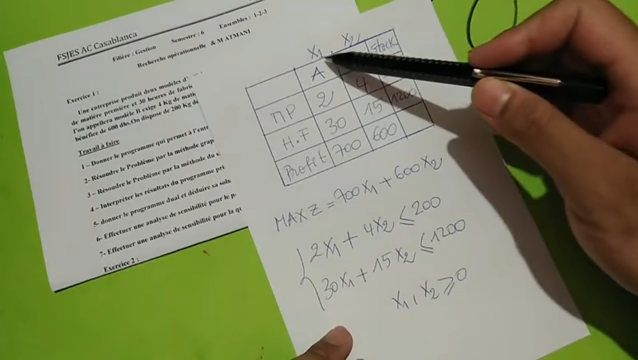 FSJES AC Casablanca
Filière : Gestion Semestre : 6 Ensembles : 1-2-3
Recherche opérationnelle & M ATMANI
Exercice 1 :
Une entreprise produit deux modèles d'
de matière première et 30 heures de fabric
l'on appellera modèle B exige 4 Kg de mat
bénéfice de 600 dhs. On dispose de 200 Kg d
Travail à faire
1 – Donner le programme qui permet à l'entr
2- Résoudre le Problème par la méthode grap
3 – Résoudre le Problème par la méthode du s
4 – Interpréter les résultats du programme pri
5- donner le programme dual et déduire sa solu
6- Effectuer une analyse de sensibilité pour le p
7- Effectuer une analyse de sensibilité pour la q
Exercice 2 :
X1 X2
A stock
MP 2 4
H.F 30 15 1200
Profit 700 600
MAX Z = 700X1 + 600X2
2X1 + 4X2 ≤ 200
30X1 + 15X2 ≤ 1200
X1, X2 ≥ 0